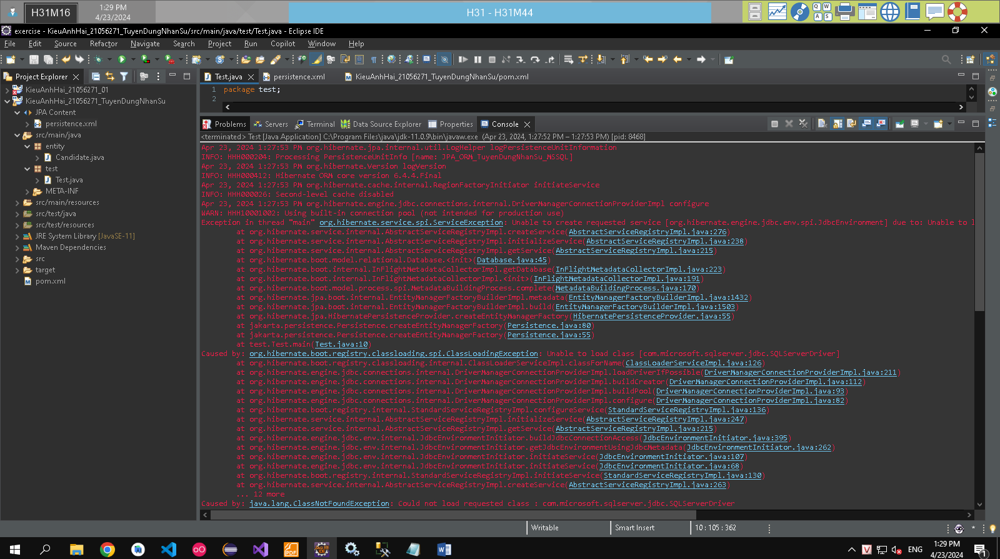 H31M16
1:29 PM
4/23/2024
H31 - H31M44
exercise - KieuAnhHai_21056271_TuyenDungNhanSu/src/main/java/test/Test.java - Eclipse IDE
File Edit Source Refactor Navigate Search Project Run Copilot Window Help
Project Explorer
KieuAnhHai_21056271_01
KieuAnhHai_21056271_TuyenDungNhanSu
JPA Content
persistence.xml
src/main/java
entity
Candidate.java
test
Test.java
META-INF
src/main/resources
src/test/java
src/test/resources
JRE System Library [JavaSE-11]
Maven Dependencies
src
target
pom.xml
Test.java persistence.xml KieuAnhHai_21056271_TuyenDungNhanSu/pom.xml
1 package test;
2
Problems Servers Terminal Data Source Explorer Properties Console
<terminated> Test [Java Application] C:\Program Files\java\jdk-11.0.9\bin\javaw.exe (Apr 23, 2024, 1:27:52 PM – 1:27:53 PM) [pid: 8468]
Apr 23, 2024 1:27:53 PM org.hibernate.jpa.internal.util.LogHelper logPersistenceUnitInformation
INFO: HHH000204: Processing PersistenceUnitInfo [name: JPA_ORM_TuyenDungNhanSu_MSSQL]
Apr 23, 2024 1:27:53 PM org.hibernate.Version logVersion
INFO: HHH000412: Hibernate ORM core version 6.4.4.Final
Apr 23, 2024 1:27:53 PM org.hibernate.cache.internal.RegionFactoryInitiator initiateService
INFO: HHH000026: Second-level cache disabled
Apr 23, 2024 1:27:53 PM org.hibernate.engine.jdbc.connections.internal.DriverManagerConnectionProviderImpl configure
WARN: HHH10001002: Using built-in connection pool (not intended for production use)
Exception in thread "main" org.hibernate.service.spi.ServiceException: Unable to create requested service [org.hibernate.engine.jdbc.env.spi.JdbcEnvironment] due to: Unable to l
at org.hibernate.service.internal.AbstractServiceRegistryImpl.createService(AbstractServiceRegistryImpl.java:276)
at org.hibernate.service.internal.AbstractServiceRegistryImpl.initializeService(AbstractServiceRegistryImpl.java:238)
at org.hibernate.service.internal.AbstractServiceRegistryImpl.getService(AbstractServiceRegistryImpl.java:215)
at org.hibernate.boot.model.relational.Database.<init>(Database.java:45)
at org.hibernate.boot.internal.InFlightMetadataCollectorImpl.getDatabase(InFlightMetadataCollectorImpl.java:223)
at org.hibernate.boot.internal.InFlightMetadataCollectorImpl.<init>(InFlightMetadataCollectorImpl.java:191)
at org.hibernate.boot.model.process.spi.MetadataBuildingProcess.complete(MetadataBuildingProcess.java:170)
at org.hibernate.jpa.boot.internal.EntityManagerFactoryBuilderImpl.metadata(EntityManagerFactoryBuilderImpl.java:1432)
at org.hibernate.jpa.boot.internal.EntityManagerFactoryBuilderImpl.build(EntityManagerFactoryBuilderImpl.java:1503)
at org.hibernate.jpa.HibernatePersistenceProvider.createEntityManagerFactory(HibernatePersistenceProvider.java:55)
at jakarta.persistence.Persistence.createEntityManagerFactory(Persistence.java:80)
at jakarta.persistence.Persistence.createEntityManagerFactory(Persistence.java:55)
at test.Test.main(Test.java:10)
Caused by: org.hibernate.boot.registry.classloading.spi.ClassLoadingException: Unable to load class [com.microsoft.sqlserver.jdbc.SQLServerDriver]
at org.hibernate.boot.registry.classloading.internal.ClassLoaderServiceImpl.classForName(ClassLoaderServiceImpl.java:126)
at org.hibernate.engine.jdbc.connections.internal.DriverManagerConnectionProviderImpl.loadDriverIfPossible(DriverManagerConnectionProviderImpl.java:211)
at org.hibernate.engine.jdbc.connections.internal.DriverManagerConnectionProviderImpl.buildCreator(DriverManagerConnectionProviderImpl.java:112)
at org.hibernate.engine.jdbc.connections.internal.DriverManagerConnectionProviderImpl.buildPool(DriverManagerConnectionProviderImpl.java:93)
at org.hibernate.engine.jdbc.connections.internal.DriverManagerConnectionProviderImpl.configure(DriverManagerConnectionProviderImpl.java:82)
at org.hibernate.boot.registry.internal.StandardServiceRegistryImpl.configureService(StandardServiceRegistryImpl.java:136)
at org.hibernate.service.internal.AbstractServiceRegistryImpl.initializeService(AbstractServiceRegistryImpl.java:247)
at org.hibernate.service.internal.AbstractServiceRegistryImpl.getService(AbstractServiceRegistryImpl.java:215)
at org.hibernate.engine.jdbc.env.internal.JdbcEnvironmentInitiator.buildJdbcConnectionAccess(JdbcEnvironmentInitiator.java:395)
at org.hibernate.engine.jdbc.env.internal.JdbcEnvironmentInitiator.getJdbcEnvironmentUsingJdbcMetadata(JdbcEnvironmentInitiator.java:262)
at org.hibernate.engine.jdbc.env.internal.JdbcEnvironmentInitiator.initiateService(JdbcEnvironmentInitiator.java:107)
at org.hibernate.engine.jdbc.env.internal.JdbcEnvironmentInitiator.initiateService(JdbcEnvironmentInitiator.java:68)
at org.hibernate.boot.registry.internal.StandardServiceRegistryImpl.initiateService(StandardServiceRegistryImpl.java:130)
at org.hibernate.service.internal.AbstractServiceRegistryImpl.createService(AbstractServiceRegistryImpl.java:263)
... 12 more
Caused by: java.lang.ClassNotFoundException: Could not load requested class : com.microsoft.sqlserver.jdbc.SQLServerDriver
Writable Smart Insert 10 : 105 : 362
ENG
1:29 PM
4/23/2024
1